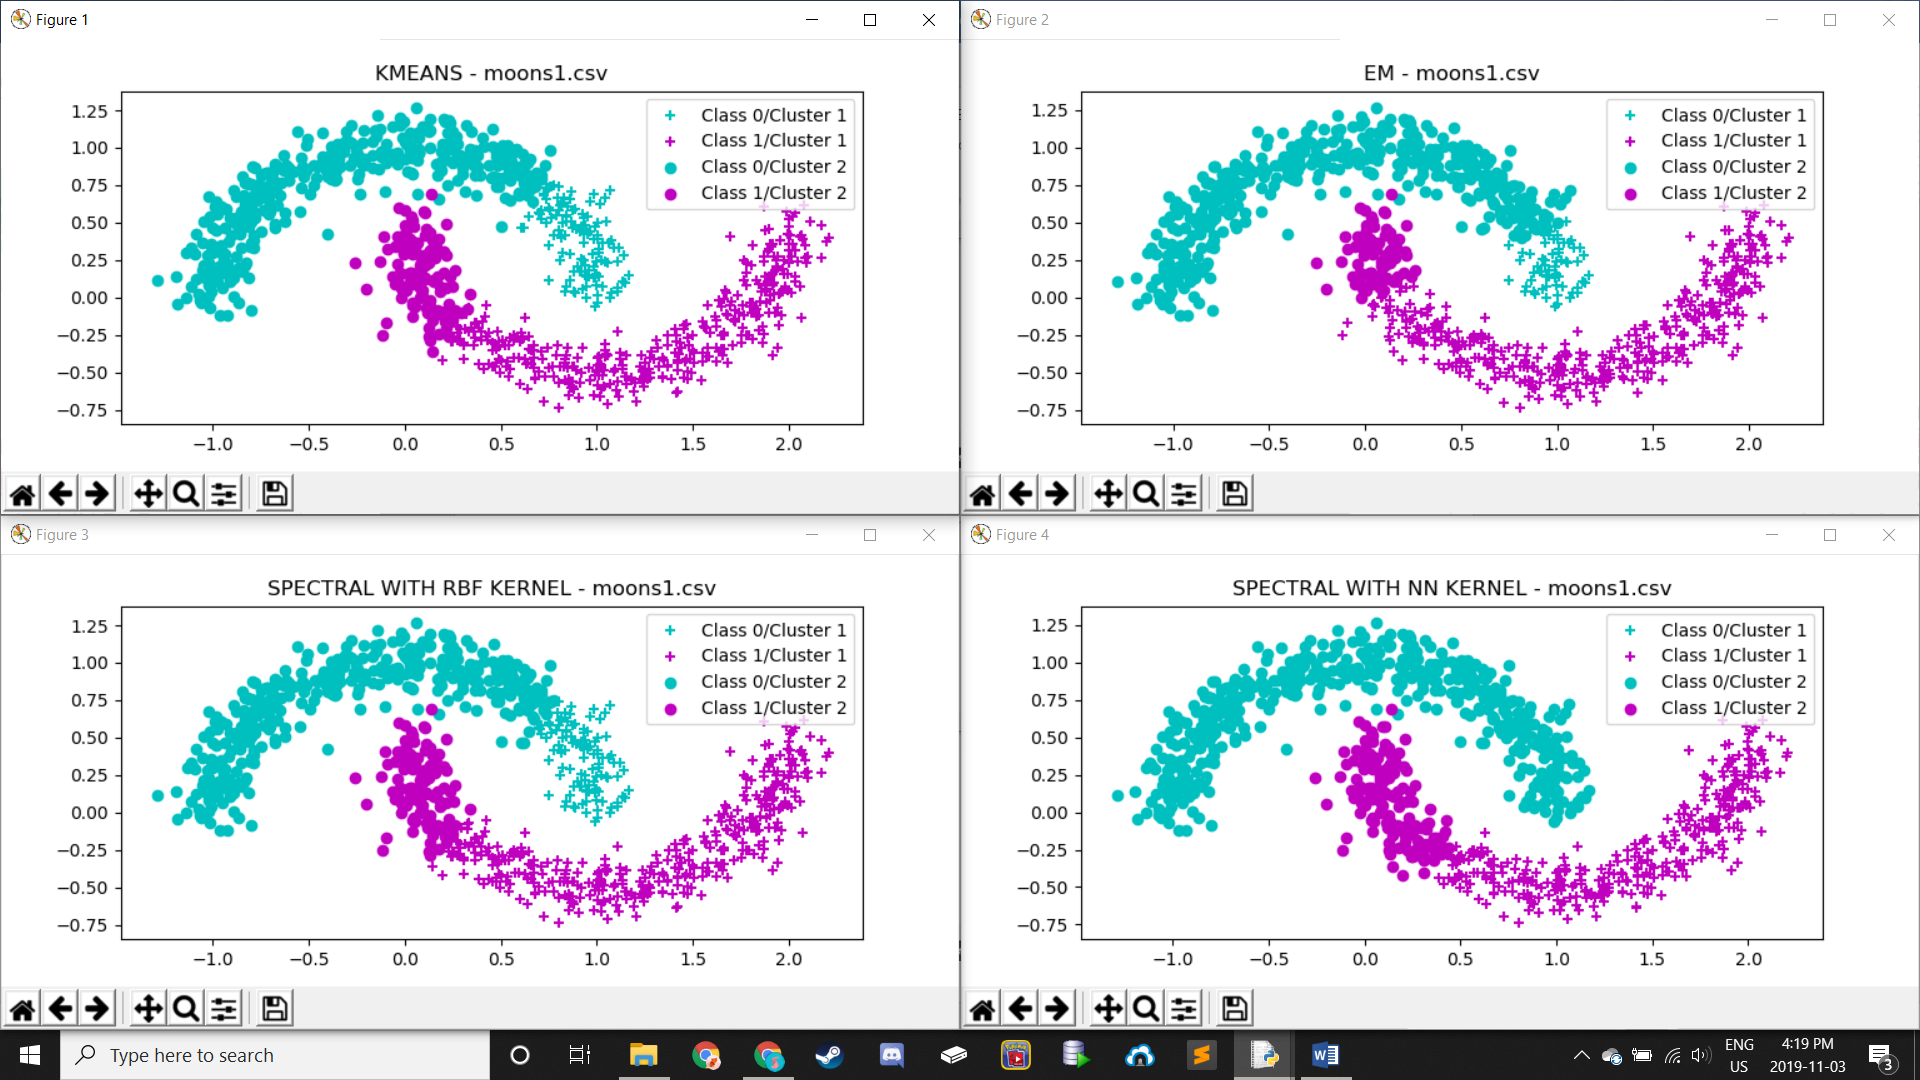 Figure 1
KMEANS - moons1.csv
Class 0/Cluster 1
Class 1/Cluster 1
Class 0/Cluster 2
Class 1/Cluster 2
1.25
1.00
0.75
0.50
0.25
0.00
−0.25
−0.50
−0.75
−1.0 −0.5 0.0 0.5 1.0 1.5 2.0
Figure 2
EM - moons1.csv
Class 0/Cluster 1
Class 1/Cluster 1
Class 0/Cluster 2
Class 1/Cluster 2
1.25
1.00
0.75
0.50
0.25
0.00
−0.25
−0.50
−0.75
−1.0 −0.5 0.0 0.5 1.0 1.5 2.0
Figure 3
SPECTRAL WITH RBF KERNEL - moons1.csv
Class 0/Cluster 1
Class 1/Cluster 1
Class 0/Cluster 2
Class 1/Cluster 2
1.25
1.00
0.75
0.50
0.25
0.00
−0.25
−0.50
−0.75
−1.0 −0.5 0.0 0.5 1.0 1.5 2.0
Figure 4
SPECTRAL WITH NN KERNEL - moons1.csv
Class 0/Cluster 1
Class 1/Cluster 1
Class 0/Cluster 2
Class 1/Cluster 2
1.25
1.00
0.75
0.50
0.25
0.00
−0.25
−0.50
−0.75
−1.0 −0.5 0.0 0.5 1.0 1.5 2.0
Type here to search
ENG
US
4:19 PM
2019-11-03
3